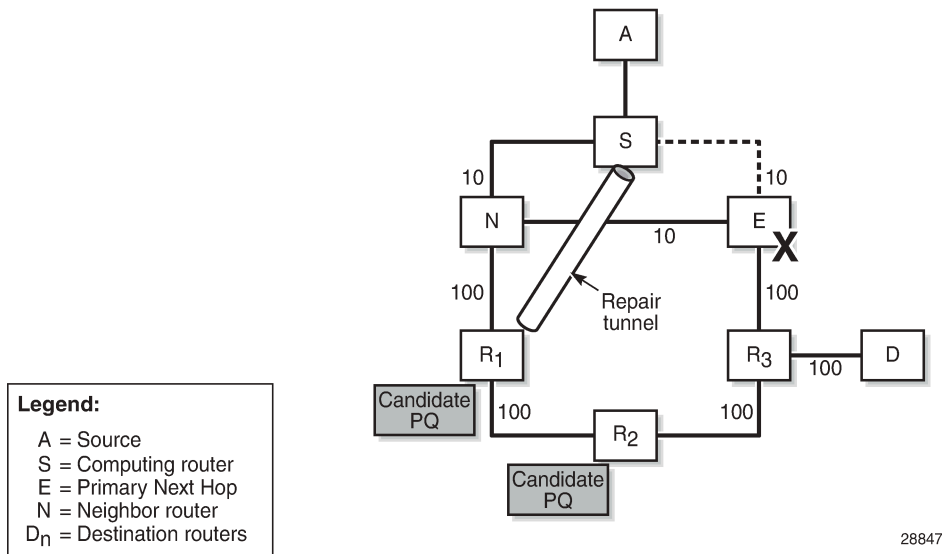 A
S
10
10
N
E
10
X
100
100
Repair
tunnel
R1
R3
D
100
Candidate
PQ
100
100
R2
Candidate
PQ
Legend:
A = Source
S = Computing router
E = Primary Next Hop
N = Neighbor router
Dn = Destination routers
28847